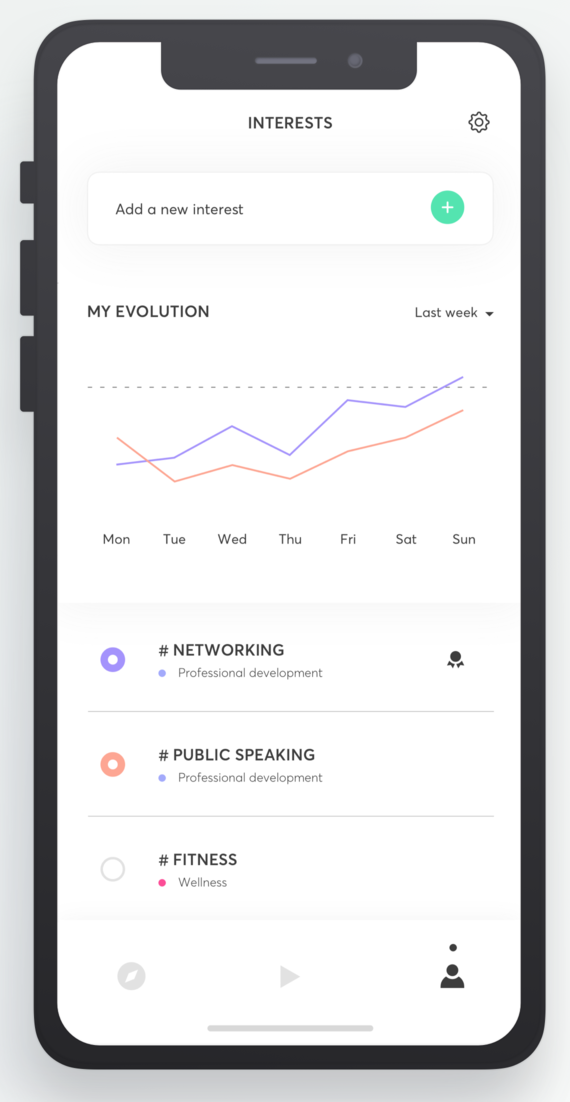 INTERESTS
Add a new interest
MY EVOLUTION
Last week
Mon Tue Wed Thu Fri Sat Sun
# NETWORKING
Professional development
# PUBLIC SPEAKING
Professional development
# FITNESS
Wellness